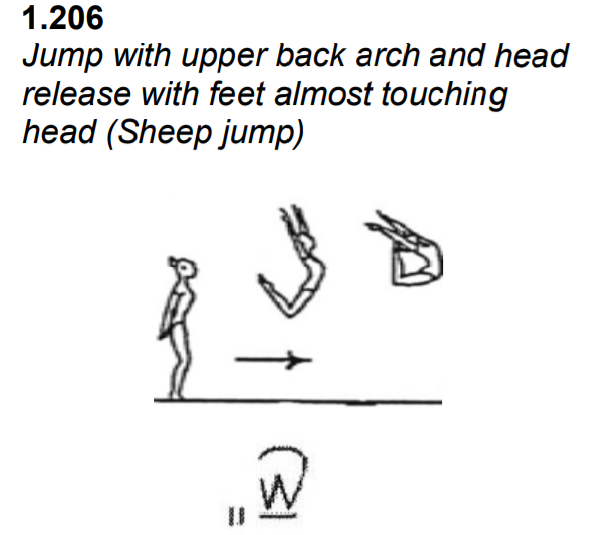 1.206
Jump with upper back arch and head
release with feet almost touching
head (Sheep jump)